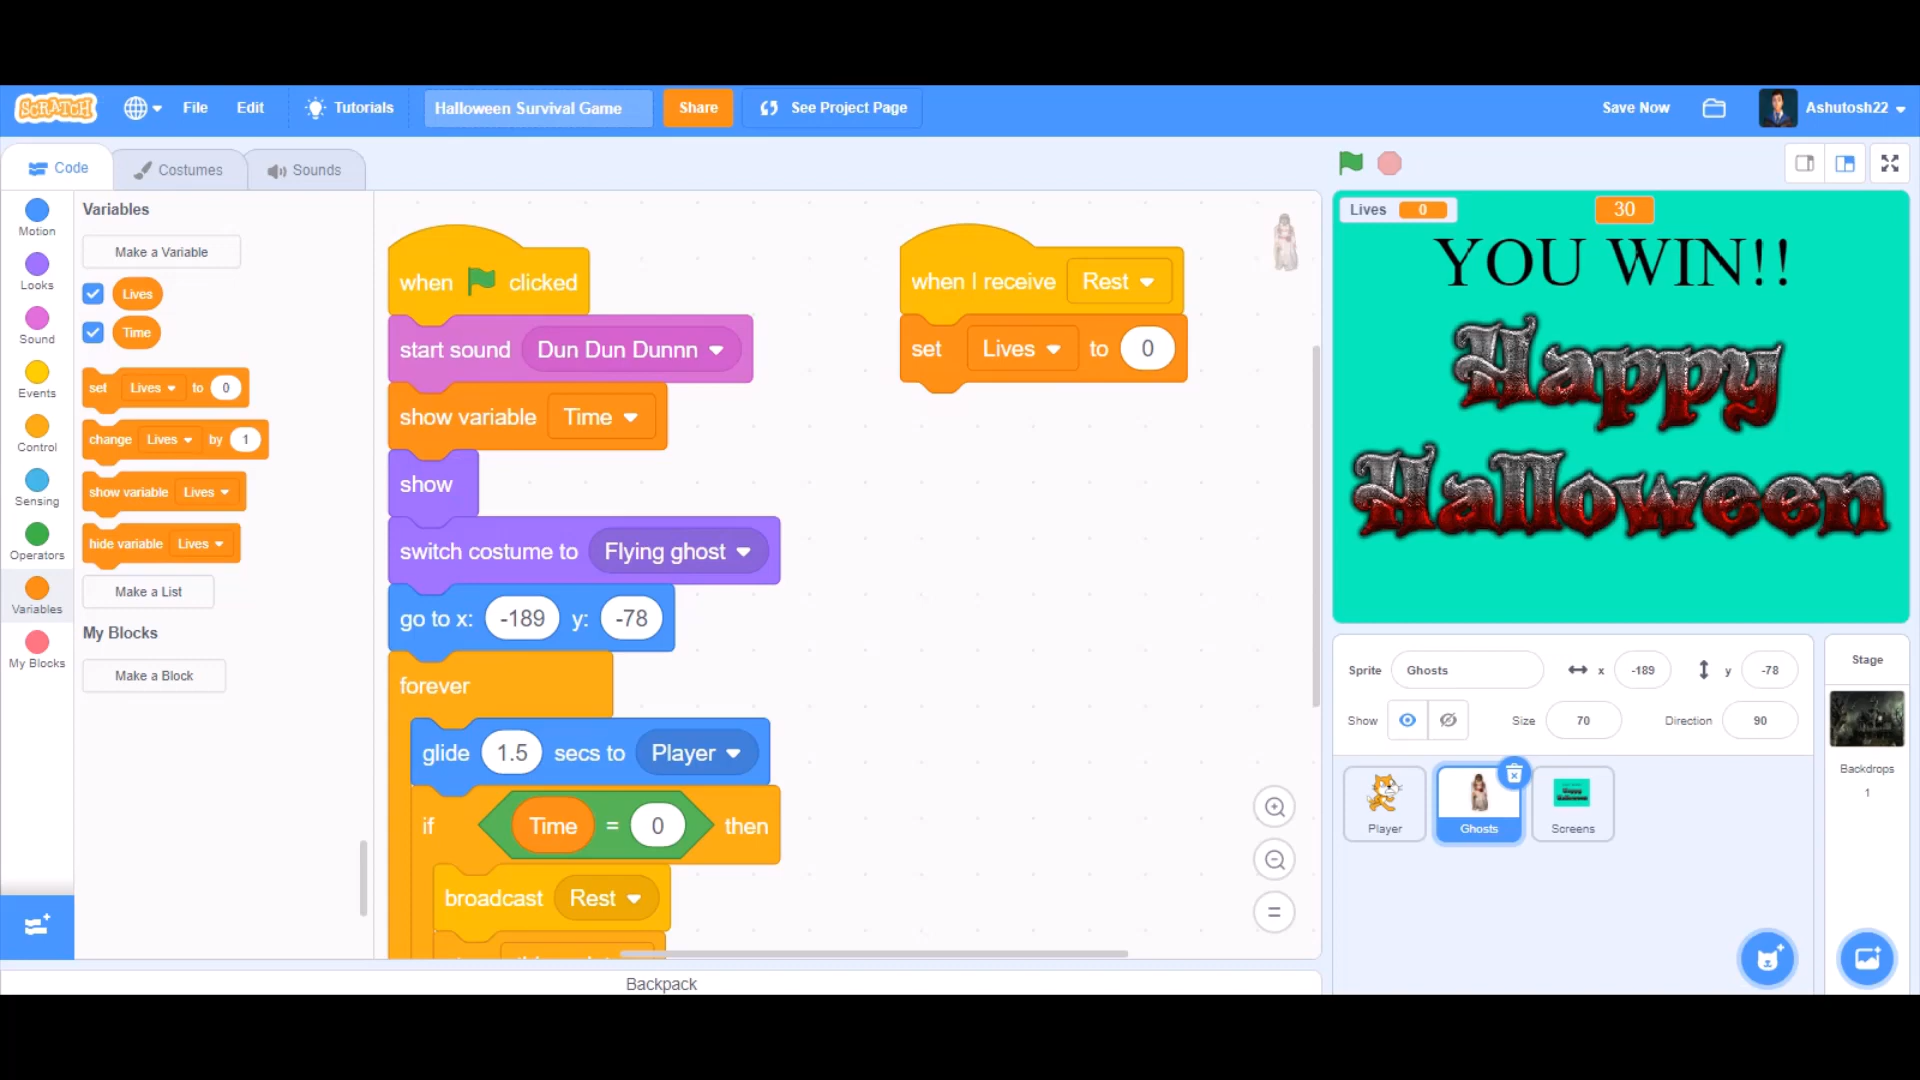 SCRATCH File Edit Tutorials Halloween Survival Game Share See Project Page Save Now Ashutosh22
Code Costumes Sounds
Motion
Looks
Sound
Events
Control
Sensing
Operators
Variables
My Blocks
Variables
Make a Variable
Lives
Time
set Lives to 0
change Lives by 1
show variable Lives
hide variable Lives
Make a List
My Blocks
Make a Block
when clicked
start sound Dun Dun Dunnn
show variable Time
show
switch costume to Flying ghost
go to x: -189 y: -78
forever
glide 1.5 secs to Player
if Time = 0 then
broadcast Rest
when I receive Rest
set Lives to 0
Backpack
Lives 0 30
YOU WIN!!
Happy
Halloween
Sprite Ghosts x -189 y -78
Show Size 70 Direction 90
Player Ghosts Screens
Stage
Backdrops
1